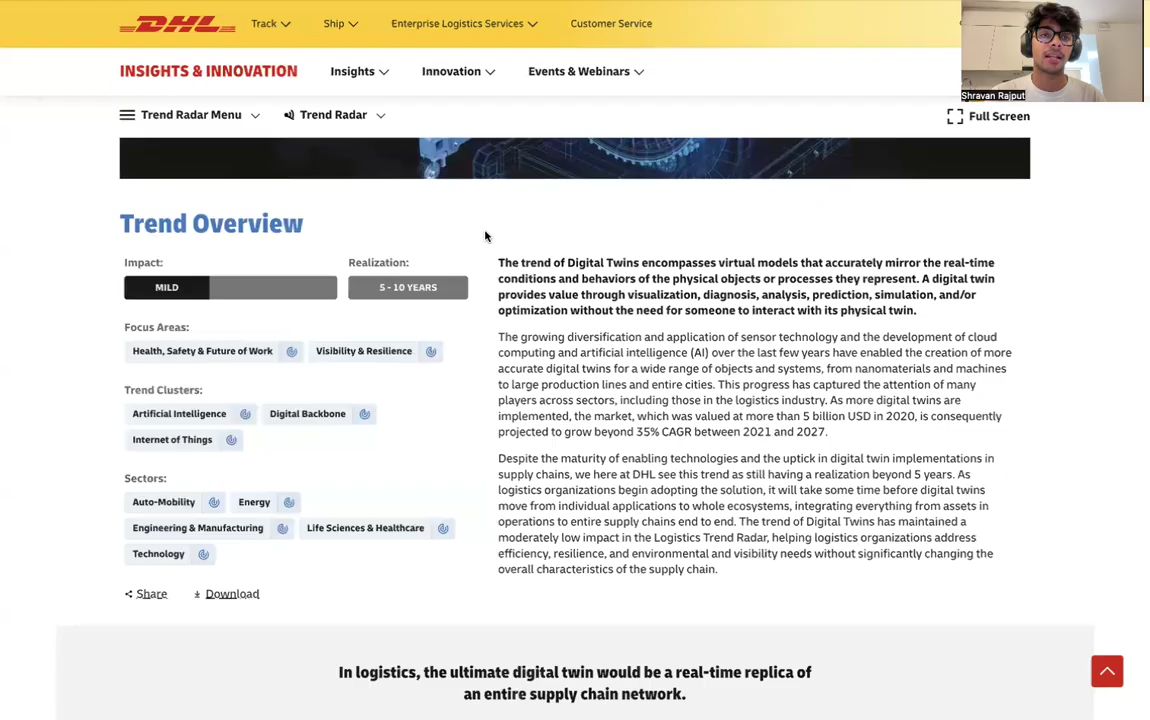 DHL
Track
Ship
Enterprise Logistics Services
Customer Service
Shravan Rajput
INSIGHTS & INNOVATION
Insights
Innovation
Events & Webinars
Trend Radar Menu
Trend Radar
Full Screen
Trend Overview
Impact:
MILD
Realization:
5 - 10 YEARS
Focus Areas:
Health, Safety & Future of Work
Visibility & Resilience
Trend Clusters:
Artificial Intelligence
Digital Backbone
Internet of Things
Sectors:
Auto-Mobility
Energy
Engineering & Manufacturing
Life Sciences & Healthcare
Technology
Share
Download
The trend of Digital Twins encompasses virtual models that accurately mirror the real-time
conditions and behaviors of the physical objects or processes they represent. A digital twin
provides value through visualization, diagnosis, analysis, prediction, simulation, and/or
optimization without the need for someone to interact with its physical twin.
The growing diversification and application of sensor technology and the development of cloud
computing and artificial intelligence (AI) over the last few years have enabled the creation of more
accurate digital twins for a wide range of objects and systems, from nanomaterials and machines
to large production lines and entire cities. This progress has captured the attention of many
players across sectors, including those in the logistics industry. As more digital twins are
implemented, the market, which was valued at more than 5 billion USD in 2020, is consequently
projected to grow beyond 35% CAGR between 2021 and 2027.
Despite the maturity of enabling technologies and the uptick in digital twin implementations in
supply chains, we here at DHL see this trend as still having a realization beyond 5 years. As
logistics organizations begin adopting the solution, it will take some time before digital twins
move from individual applications to whole ecosystems, integrating everything from assets in
operations to entire supply chains end to end. The trend of Digital Twins has maintained a
moderately low impact in the Logistics Trend Radar, helping logistics organizations address
efficiency, resilience, and environmental and visibility needs without significantly changing the
overall characteristics of the supply chain.
In logistics, the ultimate digital twin would be a real-time replica of
an entire supply chain network.